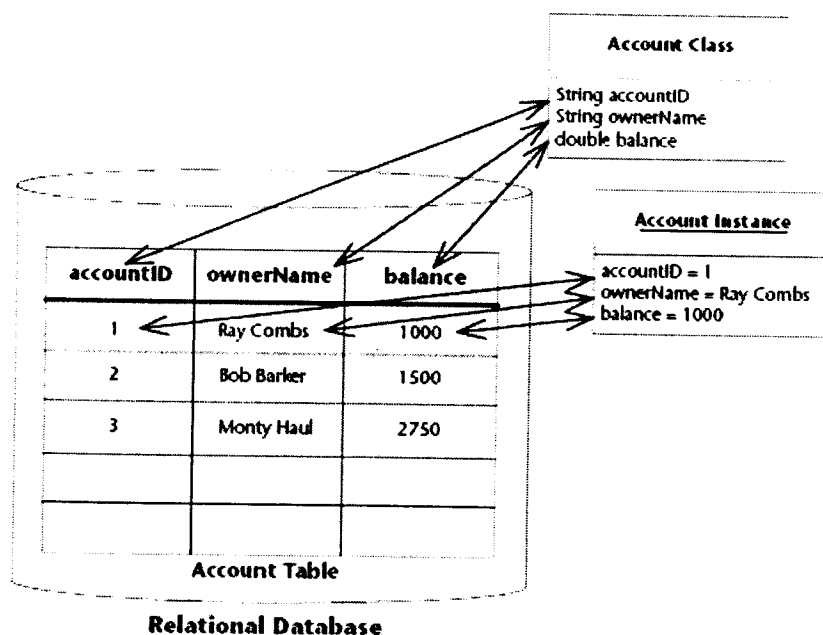 Account Class
String accountID
String ownerName
double balance
Account Instance
accountID = 1
ownerName = Ray Combs
balance = 1000
accountID ownerName balance
1 Ray Combs 1000
2 Bob Barker 1500
3 Monty Haul 2750
Account Table
Relational Database